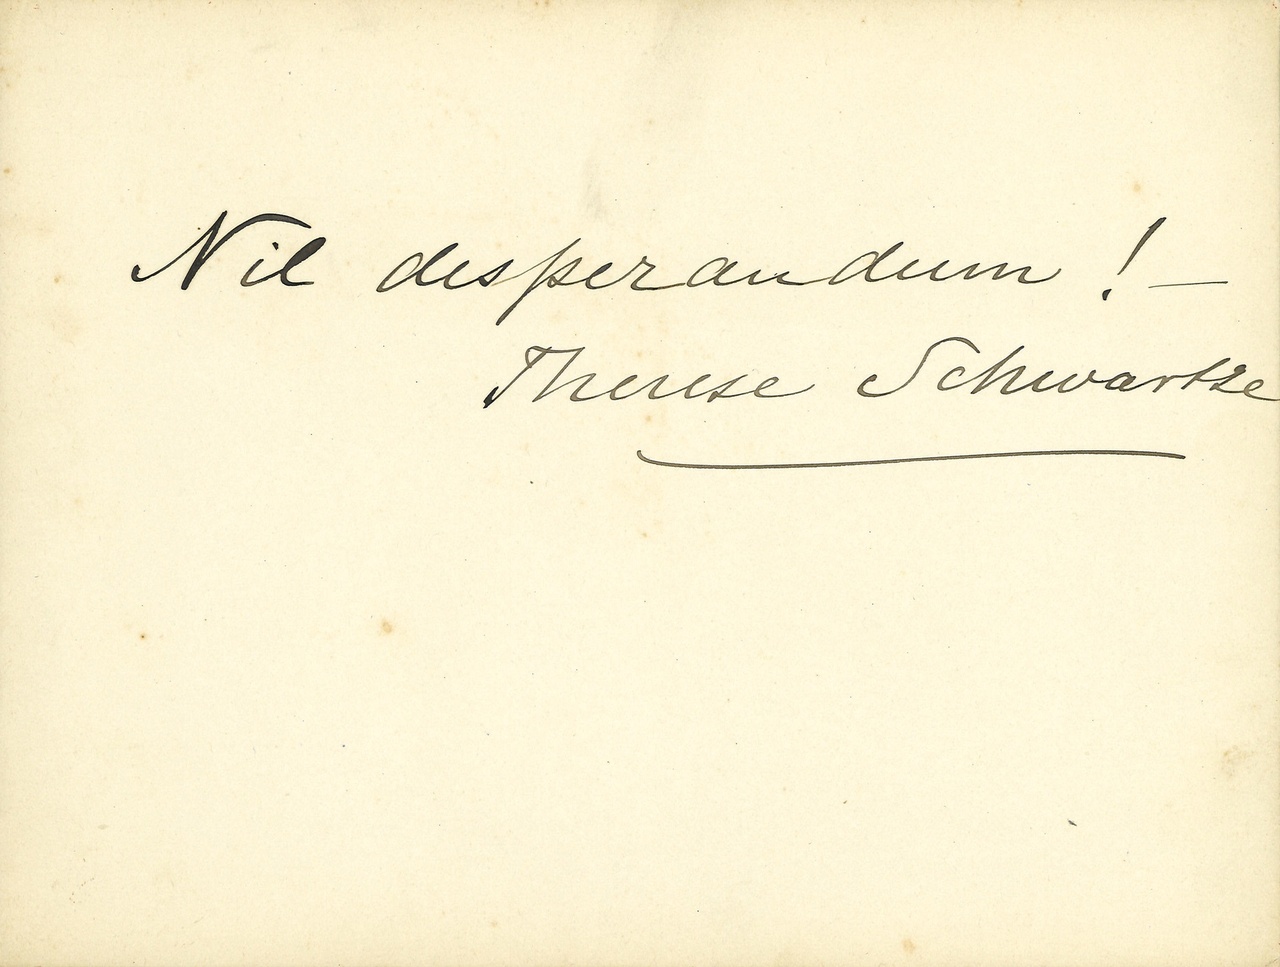 Nil desperandum ! —
Therese Schwartze